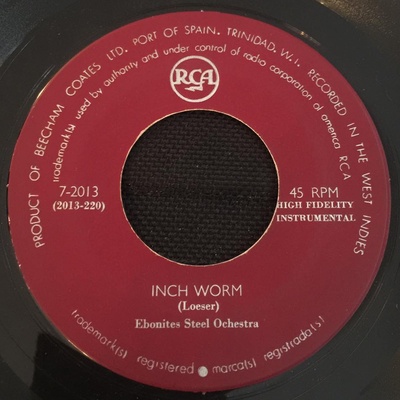 PRODUCT OF BEECHAM COATES LTD. PORT OF SPAIN. TRINIDAD, W.I. RECORDED IN THE WEST INDIES
trademark(s) used by authority and under control of radio corporation of america RCA
RCA
7-2013
(2013-220)
45 RPM
HIGH FIDELITY
INSTRUMENTAL
INCH WORM
(Loeser)
Ebonites Steel Ochestra
trademark(s) registered • marca(s) registrada(s)